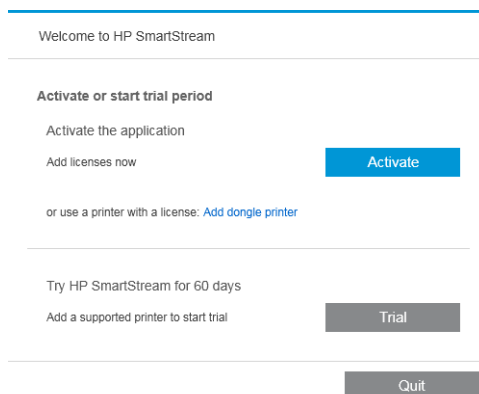 Welcome to HP SmartStream
Activate or start trial period
Activate the application
Add licenses now
Activate
or use a printer with a license: Add dongle printer
Try HP SmartStream for 60 days
Add a supported printer to start trial
Trial
Quit